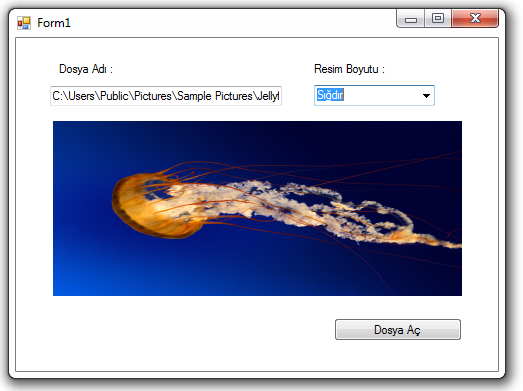 Form1
Dosya Adı :
Resim Boyutu :
C:\Users\Public\Pictures\Sample Pictures\Jellyf
Sığdır
Dosya Aç